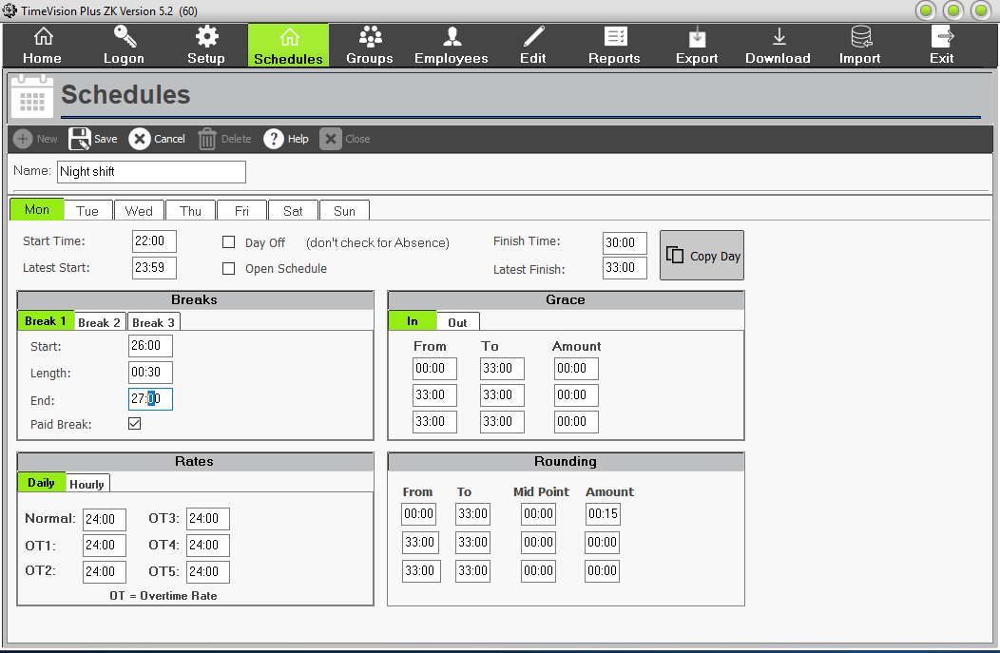 TimeVision Plus ZK Version 5.2 (60)
Home Logon Setup Schedules Groups Employees Edit Reports Export Download Import Exit
Schedules
New Save Cancel Delete Help Close
Name: Night shift
Mon Tue Wed Thu Fri Sat Sun
Start Time: 22:00 Day Off (don't check for Absence) Finish Time: 30:00
Latest Start: 23:59 Open Schedule Latest Finish: 33:00
Copy Day
Breaks
Break 1 Break 2 Break 3
Start: 26:00
Length: 00:30
End: 27:00
Paid Break:
Grace
In Out
From To Amount
00:00 33:00 00:00
33:00 33:00 00:00
33:00 33:00 00:00
Rates
Daily Hourly
Normal: 24:00 OT3: 24:00
OT1: 24:00 OT4: 24:00
OT2: 24:00 OT5: 24:00
OT = Overtime Rate
Rounding
From To Mid Point Amount
00:00 33:00 00:00 00:15
33:00 33:00 00:00 00:00
33:00 33:00 00:00 00:00